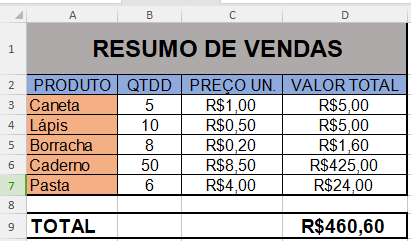 A B C D
1 RESUMO DE VENDAS
2 PRODUTO QTDD PREÇO UN. VALOR TOTAL
3 Caneta 5 R$1,00 R$5,00
4 Lápis 10 R$0,50 R$5,00
5 Borracha 8 R$0,20 R$1,60
6 Caderno 50 R$8,50 R$425,00
7 Pasta 6 R$4,00 R$24,00
8
9 TOTAL R$460,60